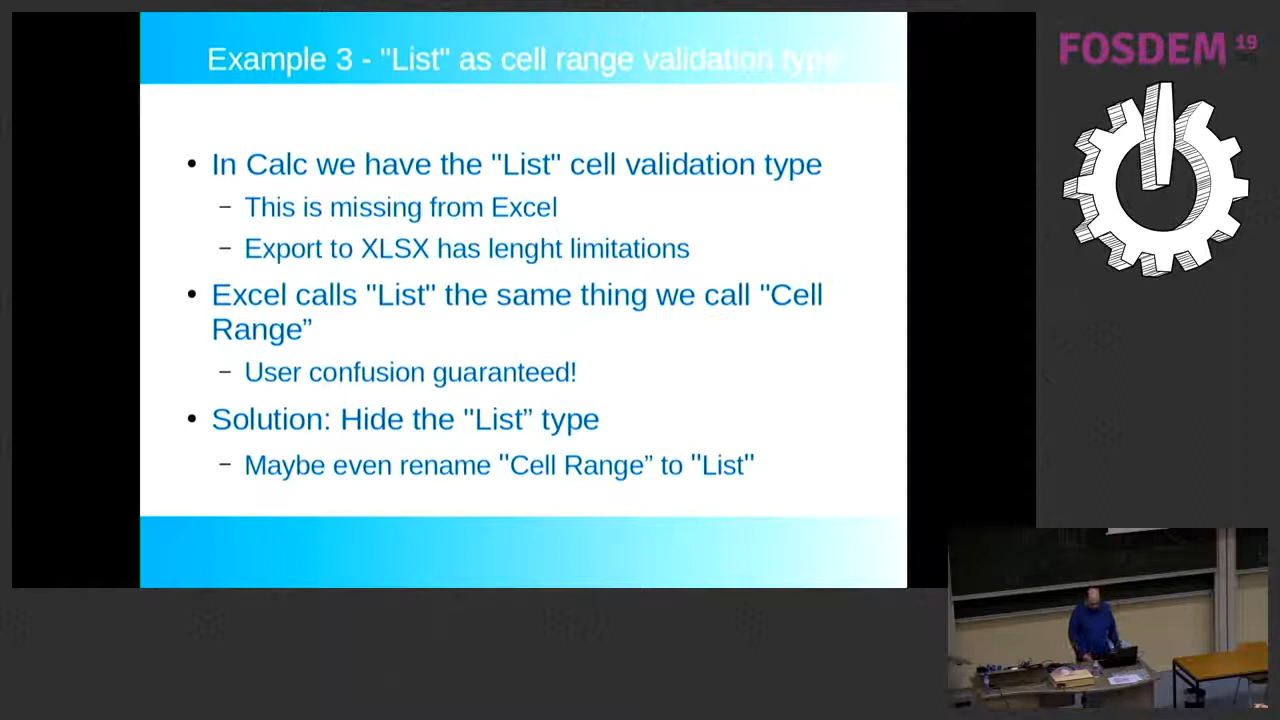 Example 3 - "List" as cell range validation type
• In Calc we have the "List" cell validation type
– This is missing from Excel
– Export to XLSX has lenght limitations
• Excel calls "List" the same thing we call "Cell
Range”
– User confusion guaranteed!
• Solution: Hide the "List” type
– Maybe even rename "Cell Range” to "List"
FOSDEM 19